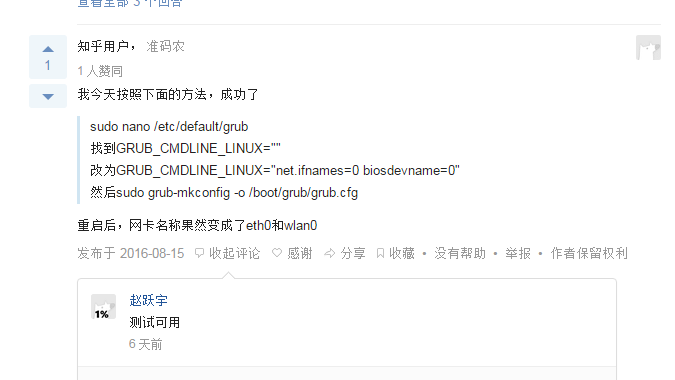 查看全部 3 个回答
知乎用户，准码农
1
1 人赞同
我今天按照下面的方法，成功了
sudo nano /etc/default/grub
找到GRUB_CMDLINE_LINUX=""
改为GRUB_CMDLINE_LINUX="net.ifnames=0 biosdevname=0"
然后sudo grub-mkconfig -o /boot/grub/grub.cfg
重启后，网卡名称果然变成了eth0和wlan0
发布于 2016-08-15 收起评论 感谢 分享 收藏 • 没有帮助 • 举报 • 作者保留权利
赵跃宇
1%
测试可用
6 天前